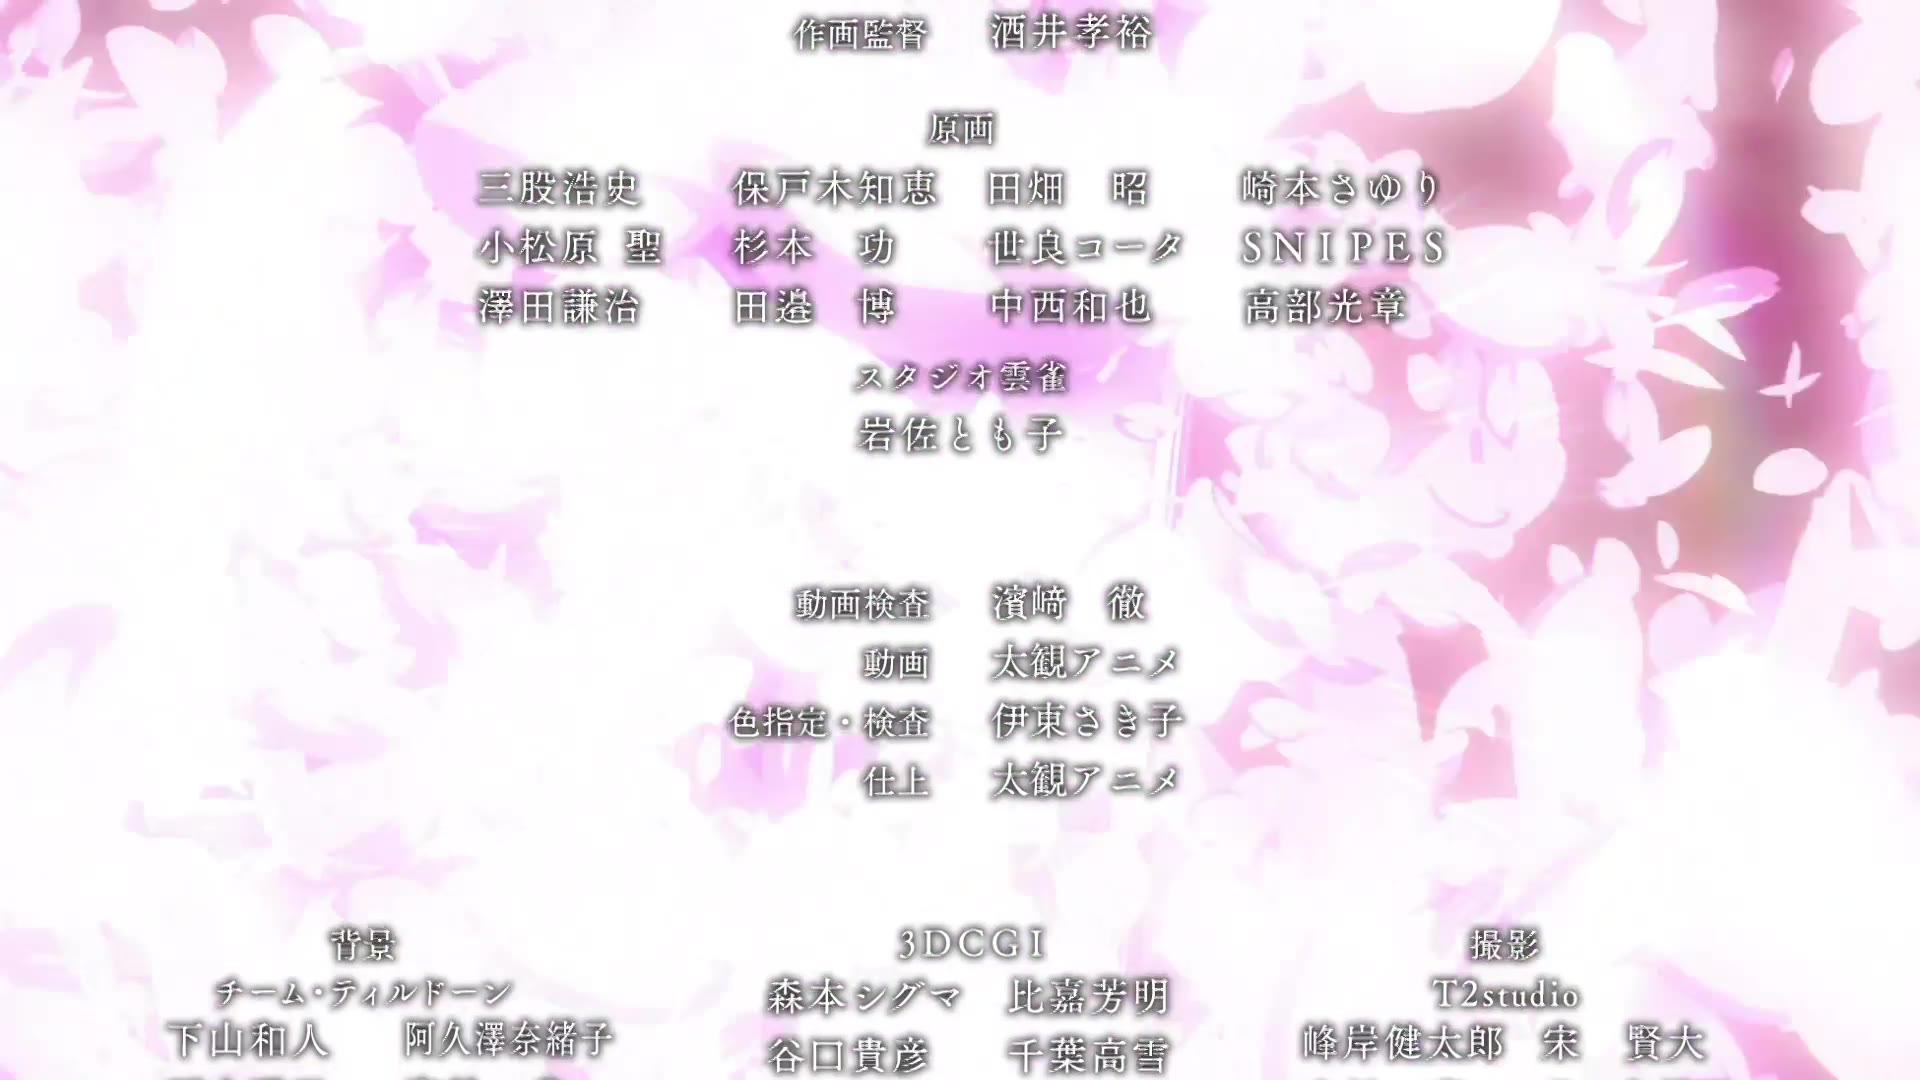 作画監督 酒井孝裕
原画
三股浩史 保戸木知恵 田畑 昭 崎本さゆり
小松原 聖 杉本 功 世良コータ SNIPES
澤田謙治 田邉 博 中西和也 高部光章
スタジオ雲雀
岩佐とも子
動画検査 濱﨑 徹
動画 太観アニメ
色指定・検査 伊東さき子
仕上 太観アニメ
背景 3DCGI 撮影
チーム・ティルドーン 森本シグマ 比嘉芳明 T2studio
下山和人 阿久澤奈緒子 谷口貴彦 千葉高雪 峰岸健太郎 宋 賢大